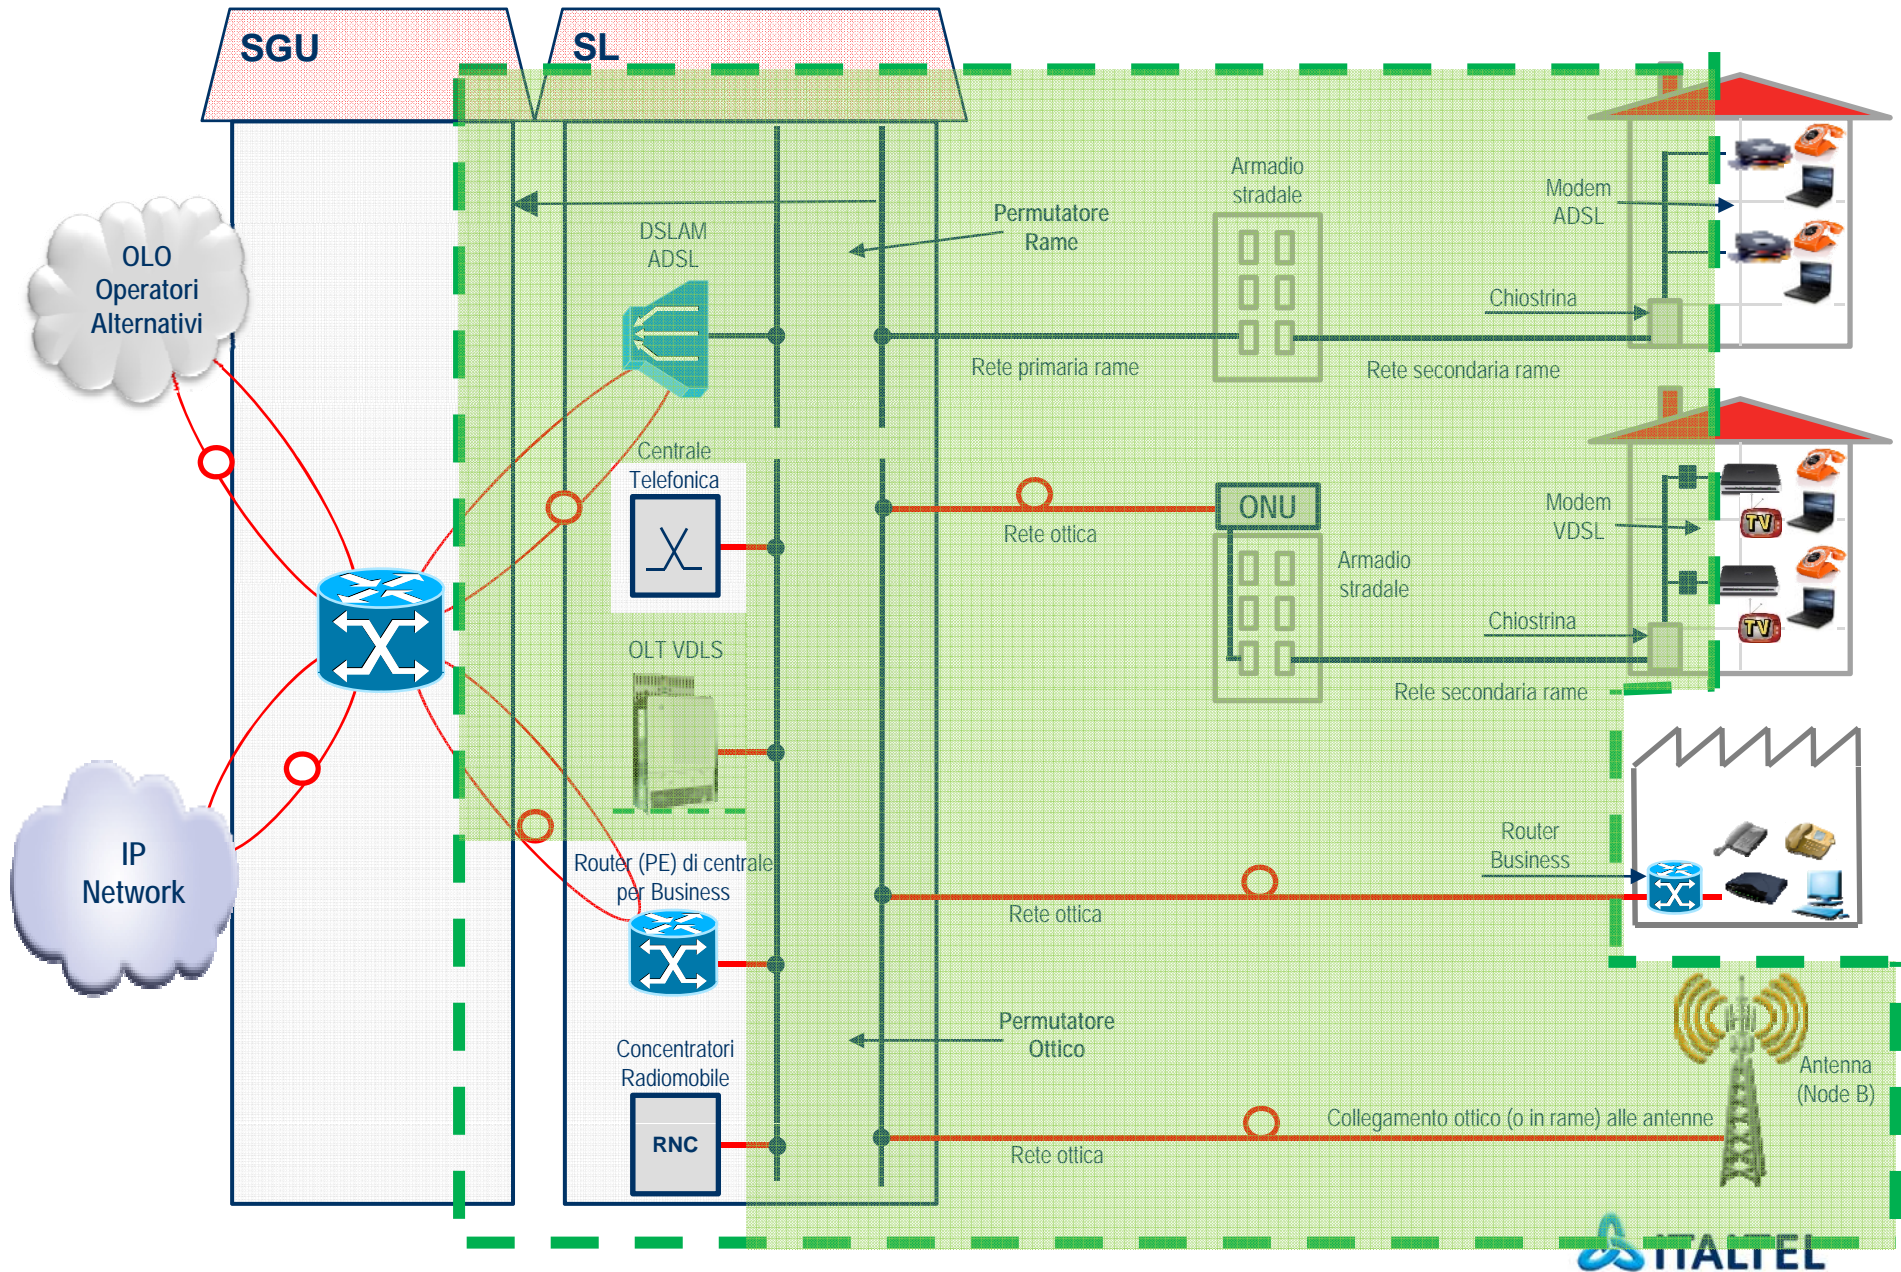 SGU
SL
Armadio
stradale
Modem
ADSL
Permutatore
Rame
DSLAM
ADSL
OLO
Operatori
Alternativi
Chiostrina
Rete primaria rame
Rete secondaria rame
Centrale
Telefonica
ONU
Rete ottica
Modem
VDSL
TV
Armadio
stradale
Chiostrina
TV
OLT VDLS
Rete secondaria rame
IP
Network
Router (PE) di centrale
per Business
Router
Business
Rete ottica
Permutatore
Ottico
Concentratori
Radiomobile
RNC
Antenna
(Node B)
Collegamento ottico (o in rame) alle antenne
Rete ottica
ITALTEL